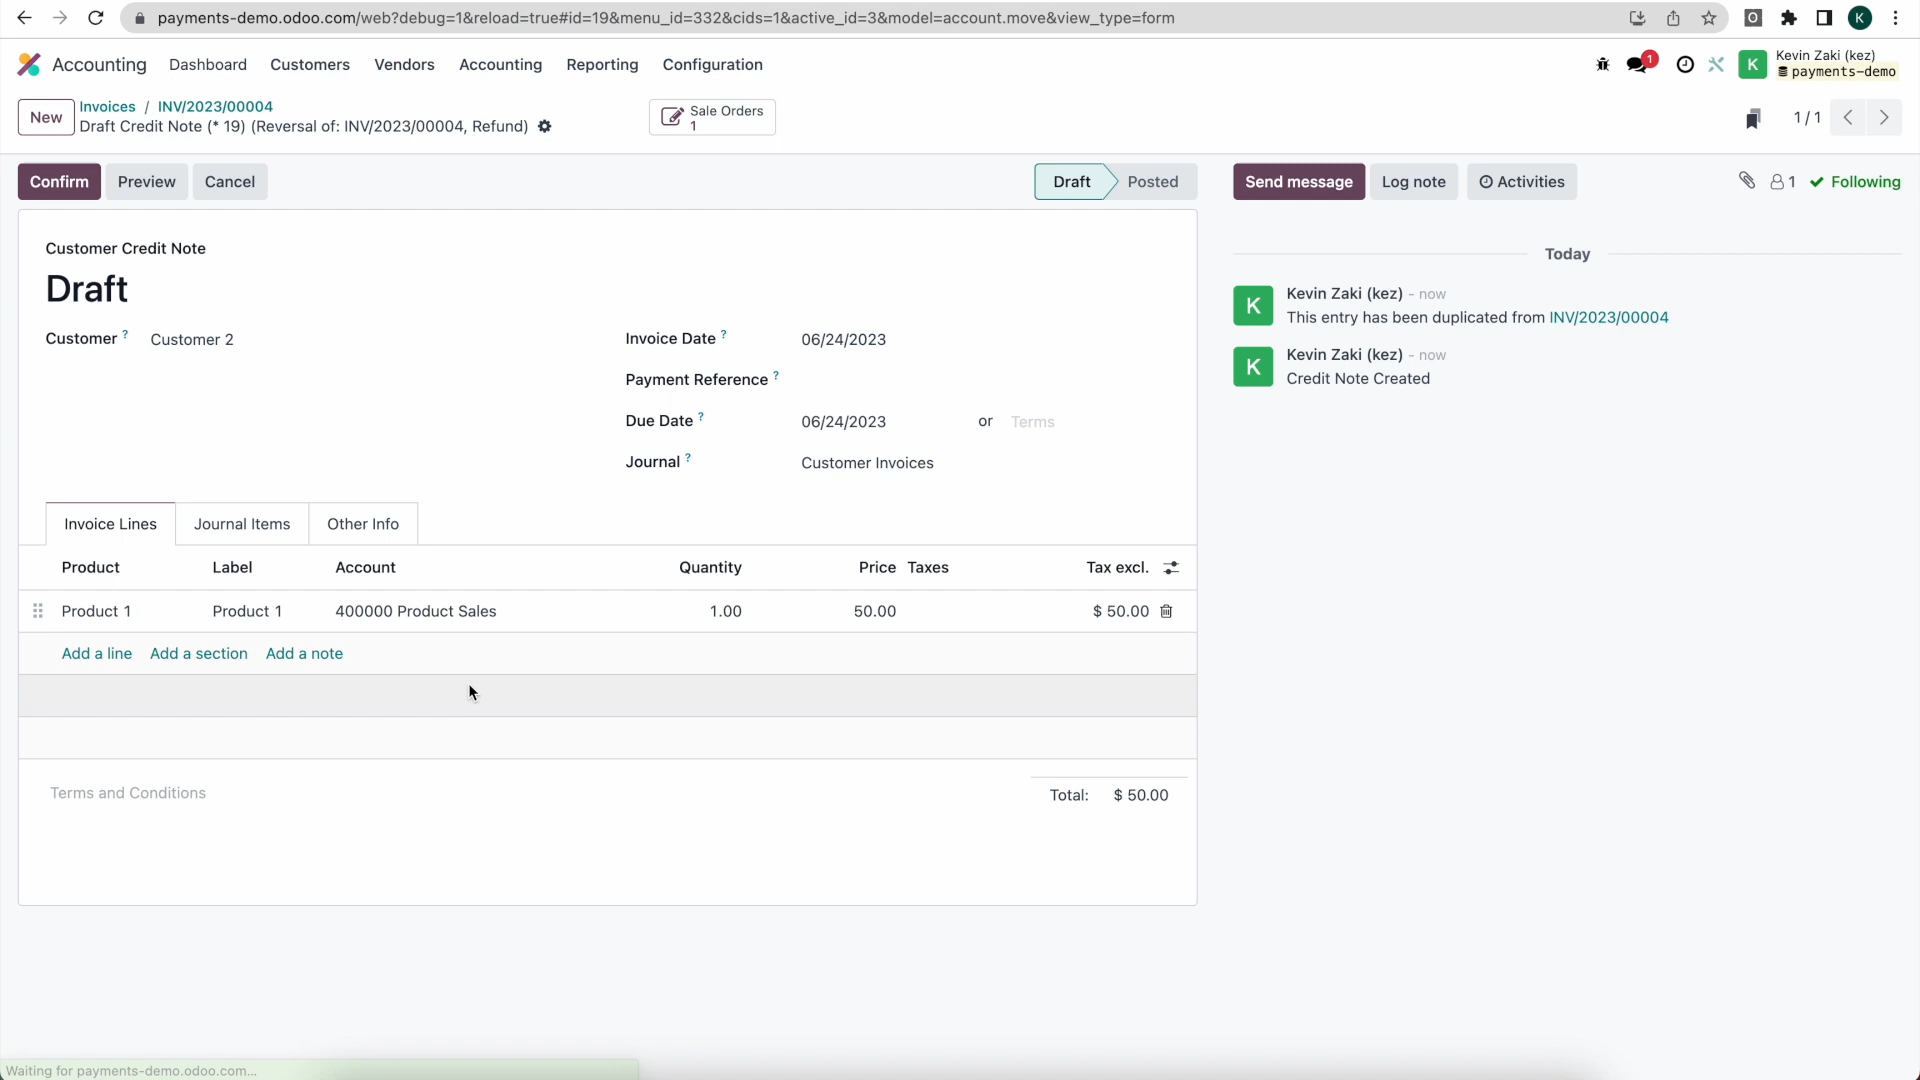 payments-demo.odoo.com/web?debug=1&reload=true#id=19&menu_id=332&cids=1&active_id=3&model=account.move&view_type=form
O
K
Accounting Dashboard Customers Vendors Accounting Reporting Configuration
1
K
Kevin Zaki (kez)
payments-demo
New
Invoices / INV/2023/00004
Draft Credit Note (* 19) (Reversal of: INV/2023/00004, Refund)
Sale Orders
1
1 / 1
Confirm Preview Cancel
Draft Posted
Send message Log note Activities
1 Following
Customer Credit Note
Draft
Customer ? Customer 2
Invoice Date ? 06/24/2023
Payment Reference ?
Due Date ? 06/24/2023 or Terms
Journal ? Customer Invoices
Invoice Lines Journal Items Other Info
Product Label Account Quantity Price Taxes Tax excl.
Product 1 Product 1 400000 Product Sales 1.00 50.00 $ 50.00
Add a line Add a section Add a note
Terms and Conditions
Total: $ 50.00
Today
K
Kevin Zaki (kez) - now
This entry has been duplicated from INV/2023/00004
K
Kevin Zaki (kez) - now
Credit Note Created
Waiting for payments-demo.odoo.com...